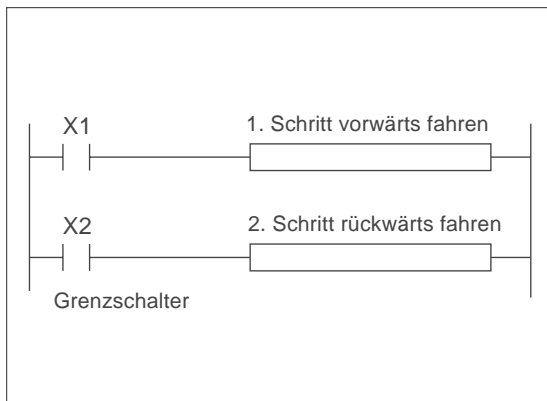 X1
1. Schritt vorwärts fahren
X2
2. Schritt rückwärts fahren
Grenzschalter